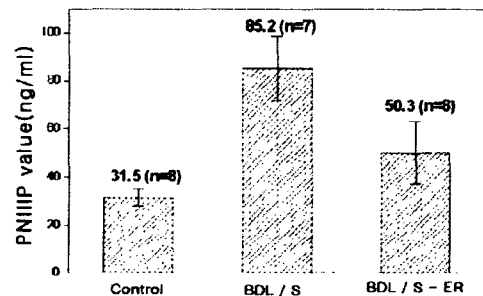 PNIIIP value(ng/ml)
100
80
60
40
20
0
31.5 (n=8)
85.2 (n=7)
50.3 (n=8)
Control
BDL / S
BDL / S - ER